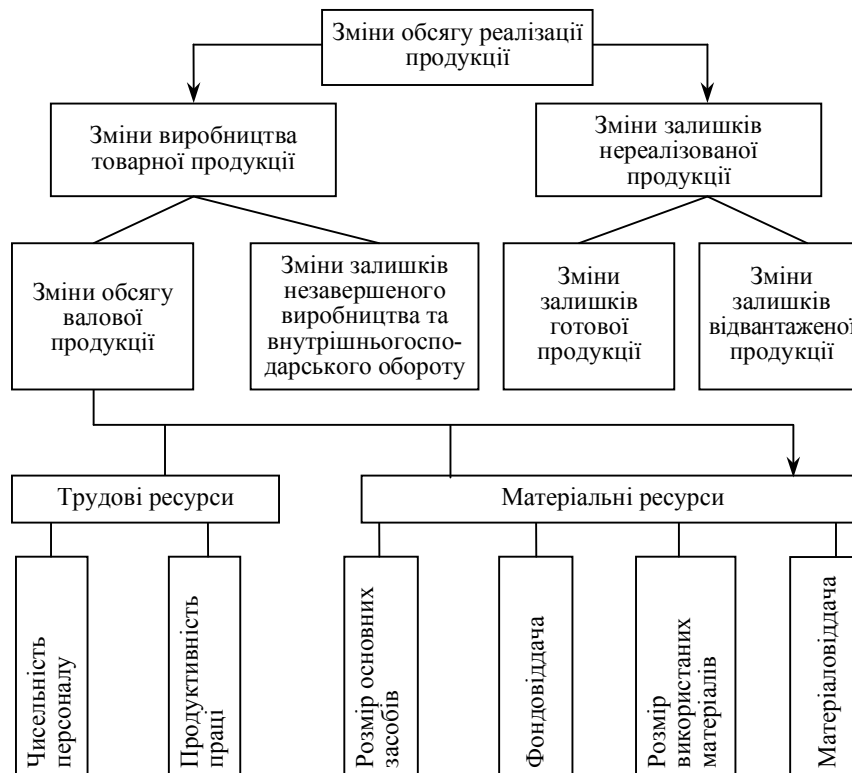 Зміни обсягу реалізації
продукції
Зміни виробництва
товарної продукції
Зміни залишків
нереалізованої
продукції
Зміни обсягу
валової
продукції
Зміни залишків
незавершеного
виробництва та
внутрішньогоспо-
дарського обороту
Зміни
залишків
готової
продукції
Зміни
залишків
відвантаженої
продукції
Трудові ресурси
Матеріальні ресурси
Чисельність
персоналу
Продуктивність
праці
Розмір основних
засобів
Фондовіддача
Розмір
використаних
матеріалів
Матеріаловіддача